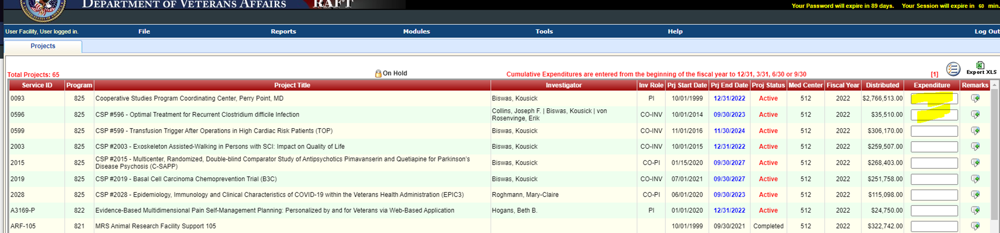 DEPARTMENT OF VETERANS AFFAIRS RAFT
Your Password will expire in 89 days. Your Session will expire in 60 min.
UNITED STATES OF AMERICA
User Facility, User logged in. File Reports Modules Tools Help Log Out
Projects
Total Projects: 65 On Hold Cumulative Expenditures are entered from the beginning of the fiscal year to 12/31, 3/31, 6/30 or 9/30 [1] Export XLS
Service ID Program Project Title Investigator Inv Role Prj Start Date Prj End Date Proj Status Med Center Fiscal Year Distributed Expenditure Remarks
0093 825 Cooperative Studies Program Coordinating Center, Perry Point, MD Biswas, Kousick PI 10/01/1999 12/31/2022 Active 512 2022 $2,766,513.00
0596 825 CSP #596 - Optimal Treatment for Recurrent Clostridium difficile Infection Collins, Joseph F. | Biswas, Kousick | von
Rosenvinge, Erik CO-INV 10/01/2014 09/30/2023 Active 512 2022 $35,510.00
0599 825 CSP #599 - Transfusion Trigger After Operations in High Cardiac Risk Patients (TOP) Biswas, Kousick CO-INV 11/01/2016 11/30/2024 Active 512 2022 $306,170.00
2003 825 CSP #2003 - Exoskeleton Assisted-Walking in Persons with SCI: Impact on Quality of Life Biswas, Kousick CO-INV 10/01/2015 12/31/2022 Active 512 2022 $259,507.00
2015 825 CSP #2015 - Multicenter, Randomized, Double-blind Comparator Study of Antipsychotics Pimavanserin and Quetiapine for Parkinson's
Disease Psychosis (C-SAPP) Biswas, Kousick CO-PI 01/15/2020 09/30/2027 Active 512 2022 $268,403.00
2019 825 CSP #2019 - Basal Cell Carcinoma Chemoprevention Trial (B3C) Biswas, Kousick CO-INV 07/01/2021 09/30/2027 Active 512 2022 $251,758.00
2028 825 CSP #2028 - Epidemiology, Immunology and Clinical Characteristics of COVID-19 within the Veterans Health Administration (EPIC3) Roghmann, Mary-Claire CO-PI 06/01/2020 09/30/2023 Active 512 2022 $115,098.00
A3169-P 822 Evidence-Based Multidimensional Pain Self-Management Planning: Personalized by and for Veterans via Web-Based Application Hogans, Beth B. PI 01/01/2020 12/31/2022 Active 512 2022 $24,750.00
ARF-105 821 MRS Animal Research Facility Support 105 10/01/1999 09/30/2021 Completed 512 2022 $322,742.00